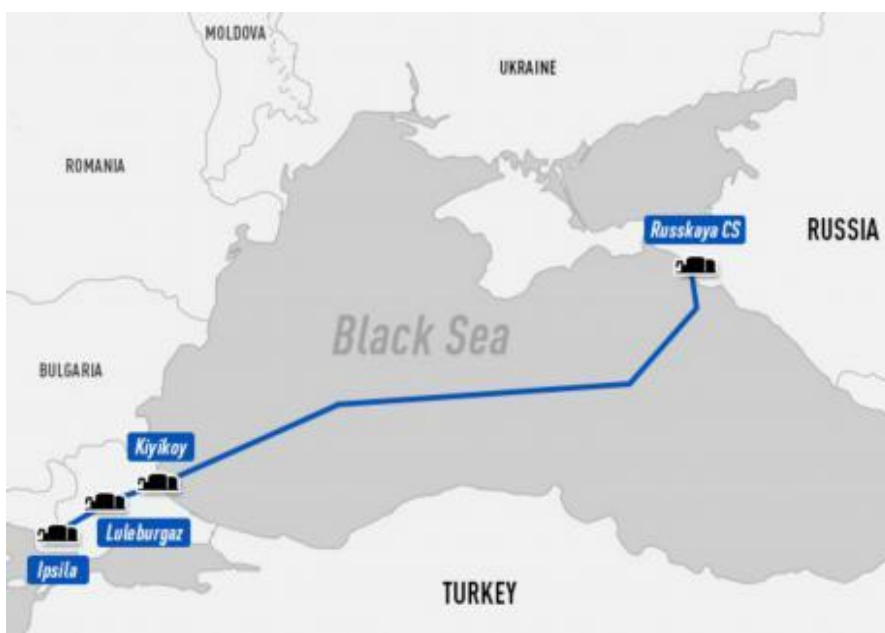 MOLDOVA
UKRAINE
ROMANIA
Russkaya CS
RUSSIA
Black Sea
BULGARIA
Kiyikoy
Luleburgaz
Ipsila
TURKEY